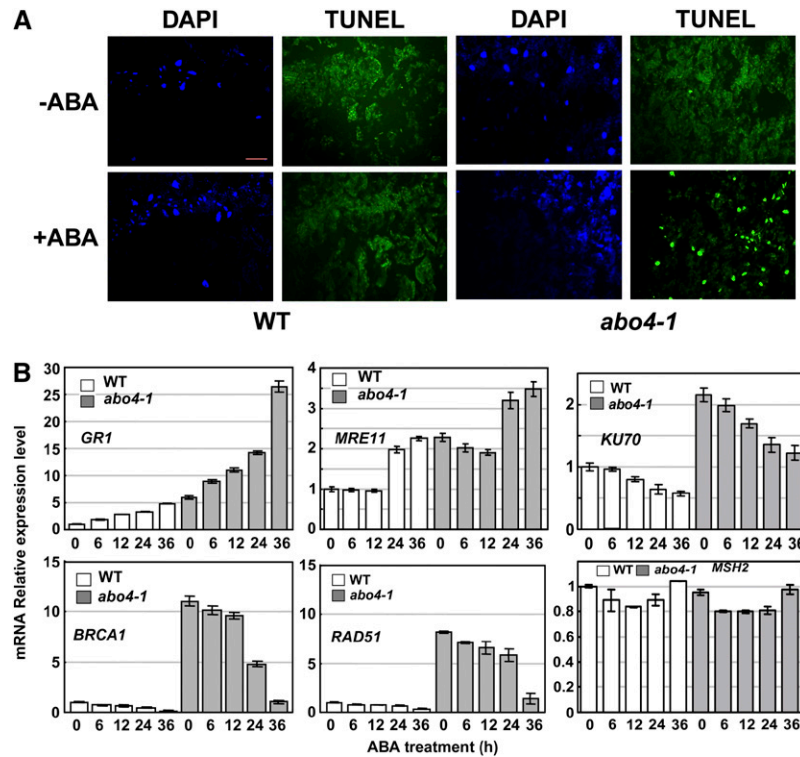 A
DAPI TUNEL DAPI TUNEL
-ABA
+ABA
WT abo4-1
B
mRNA Relative expression level
30
25
20
15
10
5
0
WT
abo4-1
GR1
0 6 12 24 36 0 6 12 24 36
4
3
2
1
WT
abo4-1
MRE11
0 6 12 24 36 0 6 12 24 36
2
1
0
WT
abo4-1
KU70
0 6 12 24 36 0 6 12 24 36
15
10
5
0
WT
abo4-1
BRCA1
0 6 12 24 36 0 6 12 24 36
10
5
0
WT
abo4-1
RAD51
0 6 12 24 36 0 6 12 24 36
1
0.8
0.6
0.4
0.2
WT abo4-1 MSH2
0 6 12 24 36 0 6 12 24 36
ABA treatment (h)